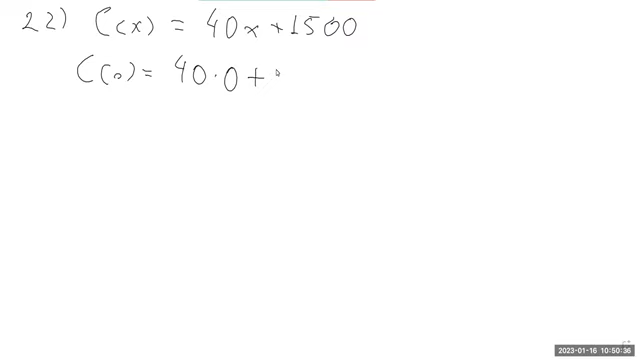 22) C(x) = 40x+1500
C(0) = 40·0+
2023-01-16 10:50:36